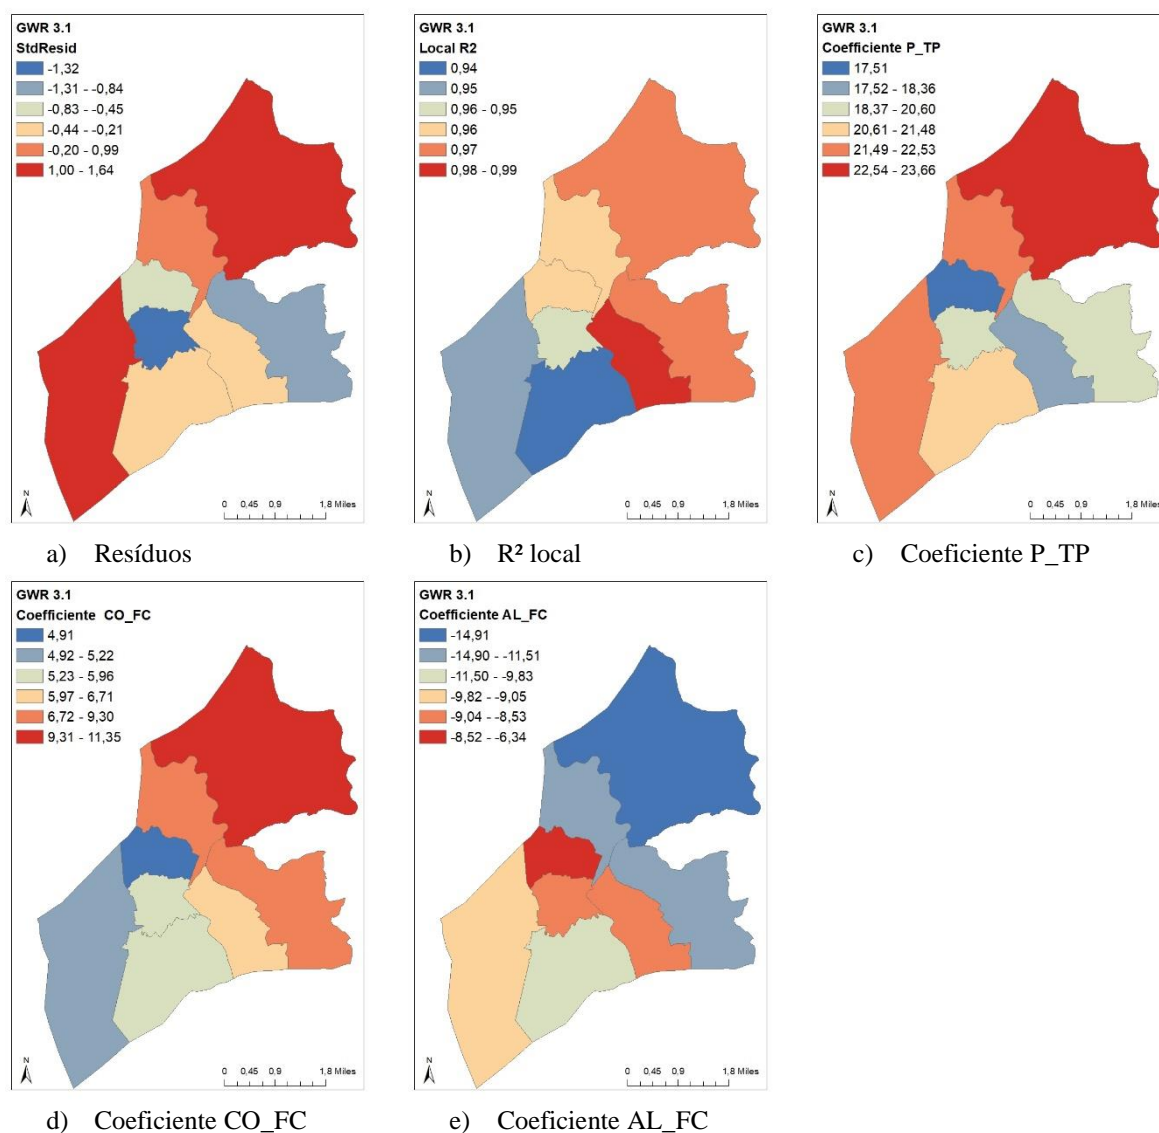 GWR 3.1
StdResid
-1,32
-1,31 - -0,84
-0,83 - -0,45
-0,44 - -0,21
-0,20 - 0,99
1,00 - 1,64
N
0 0,45 0,9 1,8 Miles
a) Resíduos
GWR 3.1
Local R2
0,94
0,95
0,96 - 0,95
0,96
0,97
0,98 - 0,99
N
0 0,45 0,9 1,8 Miles
b) R² local
GWR 3.1
Coefficiente P_TP
17,51
17,52 - 18,36
18,37 - 20,60
20,61 - 21,48
21,49 - 22,53
22,54 - 23,66
N
0 0,45 0,9 1,8 Miles
c) Coeficiente P_TP
GWR 3.1
Coefficiente CO_FC
4,91
4,92 - 5,22
5,23 - 5,96
5,97 - 6,71
6,72 - 9,30
9,31 - 11,35
N
0 0,45 0,9 1,8 Miles
d) Coeficiente CO_FC
GWR 3.1
Coefficiente AL_FC
-14,91
-14,90 - -11,51
-11,50 - -9,83
-9,82 - -9,05
-9,04 - -8,53
-8,52 - -6,34
N
0 0,45 0,9 1,8 Miles
e) Coeficiente AL_FC